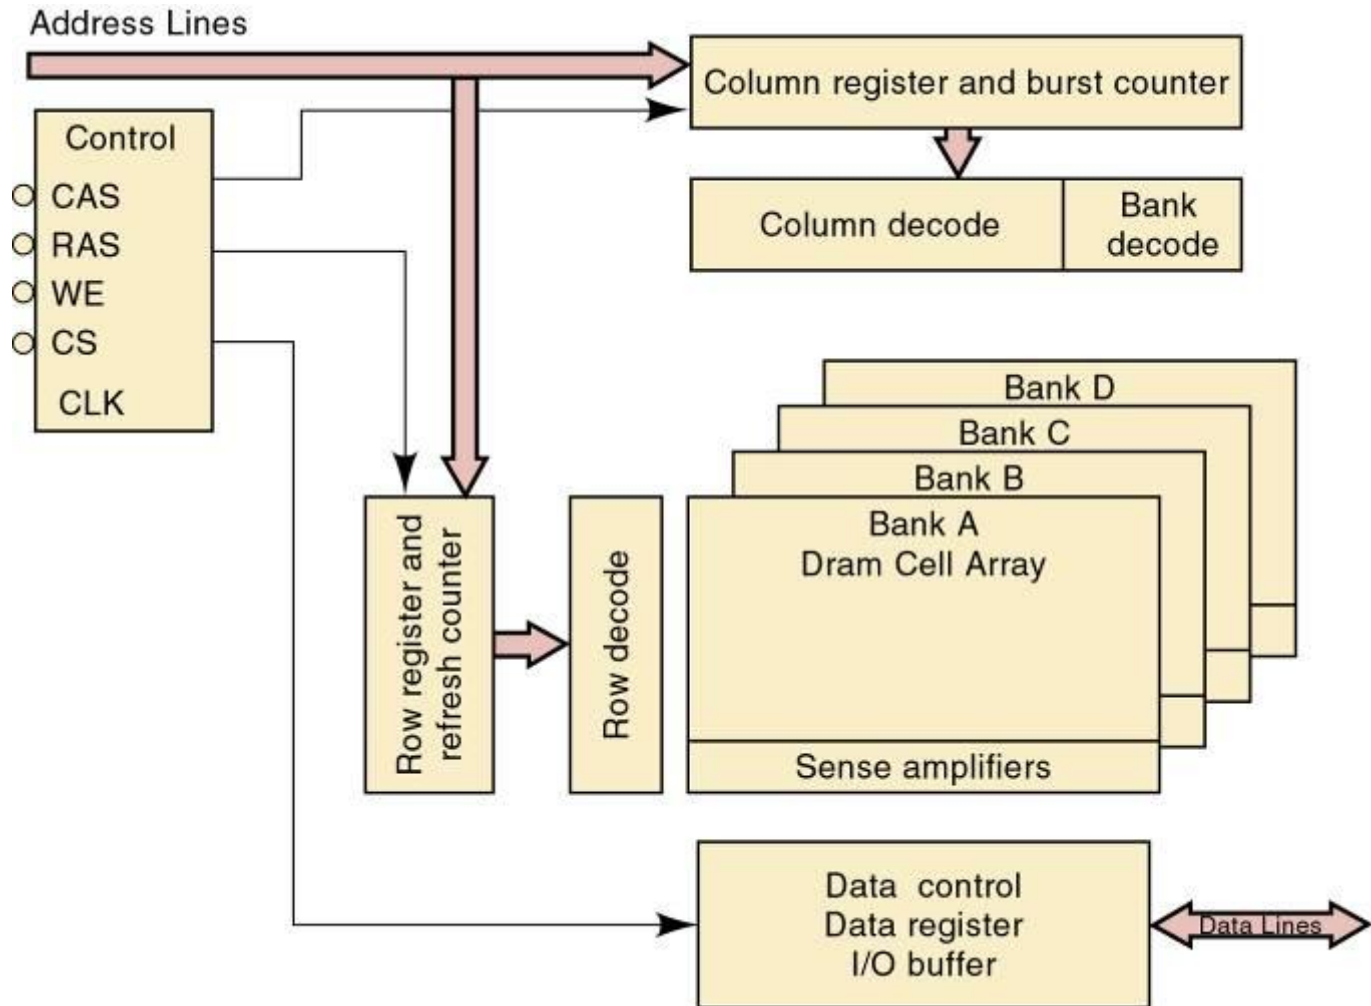 Address Lines
Column register and burst counter
Control
CAS
RAS
WE
CS
CLK
Column decode
Bank
decode
Bank D
Bank C
Bank B
Bank A
Dram Cell Array
Sense amplifiers
Row register and
refresh counter
Row decode
Data control
Data register
I/O buffer
Data Lines